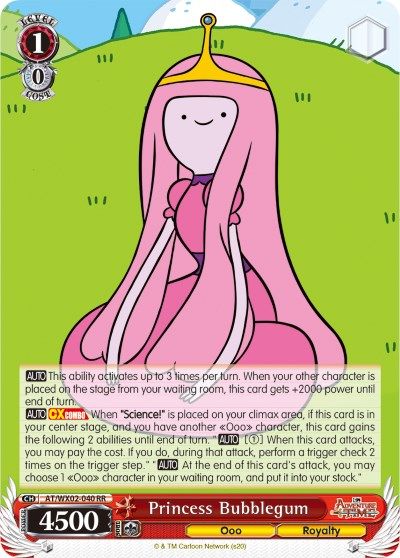 LEVEL
1
0
COST
AUTO This ability activates up to 3 times per turn. When your other character is
placed on the stage from your waiting room, this card gets +2000 power until
end of turn.
AUTO CXCOMBO When "Science!" is placed on your climax area, if this card is in
your center stage, and you have another «Ooo» character, this card gains
the following 2 abilities until end of turn. " AUTO [①] When this card attacks,
you may pay the cost. If you do, during that attack, perform a trigger check 2
times on the trigger step." " AUTO At the end of this card's attack, you may
choose 1 «Ooo» character in your waiting room, and put it into your stock."
CH AT/WX02-040 RR
POWER 4500
Princess Bubblegum
Ooo Royalty
ADVENTURE TIME
© & TM Cartoon Network (s20)